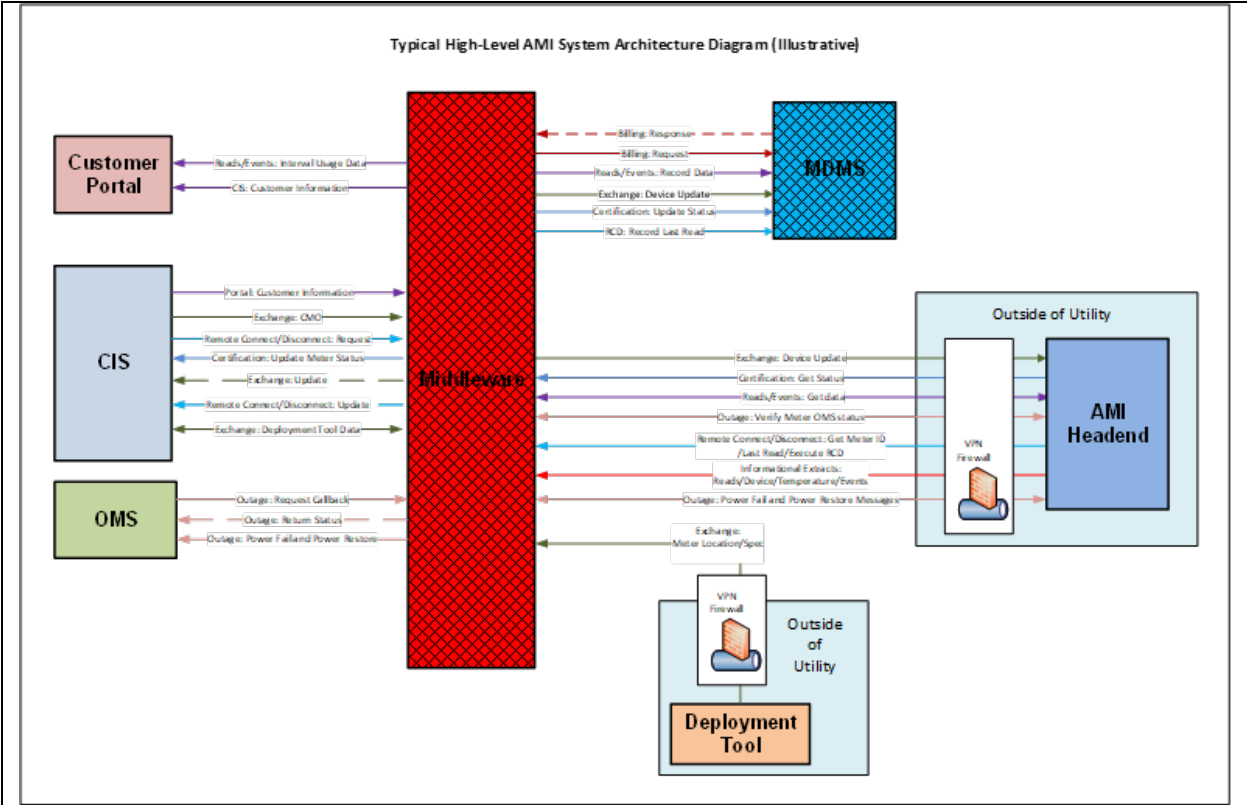 Typical High-Level AMI System Architecture Diagram (Illustrative)
Customer
Portal
Reads/Events: Interval Usage Data
CIS: Customer Information
Middleware
Billing: Response
Billing: Request
Reads/Events: Record Data
Exchange: Device Update
Certification: Update Status
RCD: Record Last Read
MDMS
CIS
Portal: Customer Information
Exchange: CMO
Remote Connect/Disconnect: Request
Certification: Update Meter Status
Exchange: Update
Remote Connect/Disconnect: Update
Exchange: Deployment Tool Data
OMS
Outage: Request Callback
Outage: Return Status
Outage: Power Fail and Power Restore
Outside of Utility
Exchange: Device Update
Certification: Get Status
Reads/Events: Get data
Outage: Verify Meter OMS status
Remote Connect/Disconnect: Get Meter ID
/Last Read/Execute RCD
Informational Extracts:
Reads/Device/Temperature/Events
Outage: Power Fail and Power Restore Messages
VPN
Firewall
AMI
Headend
Exchange:
Meter Location/Spec
VPN
Firewall
Outside
of
Utility
Deployment
Tool